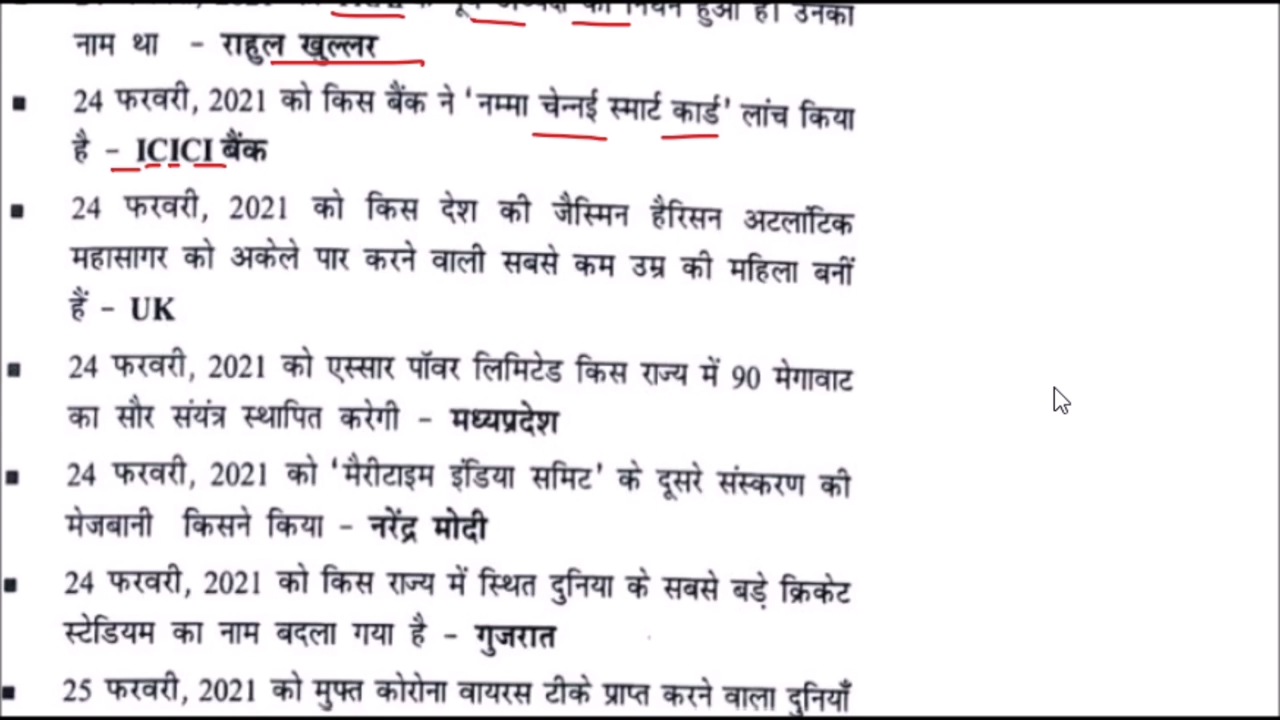 का निधन हुआ है। उनका
नाम था - राहुल खुल्लर
▪ 24 फरवरी, 2021 को किस बैंक ने ‘नम्मा चेन्नई स्मार्ट कार्ड’ लांच किया
है - ICICI बैंक
▪ 24 फरवरी, 2021 को किस देश की जैस्मिन हैरिसन अटलांटिक
महासागर को अकेले पार करने वाली सबसे कम उम्र की महिला बनीं
हैं - UK
▪ 24 फरवरी, 2021 को एस्सार पॉवर लिमिटेड किस राज्य में 90 मेगावाट
का सौर संयंत्र स्थापित करेगी - मध्यप्रदेश
▪ 24 फरवरी, 2021 को ‘मैरीटाइम इंडिया समिट’ के दूसरे संस्करण की
मेजबानी किसने किया - नरेंद्र मोदी
▪ 24 फरवरी, 2021 को किस राज्य में स्थित दुनिया के सबसे बड़े क्रिकेट
स्टेडियम का नाम बदला गया है - गुजरात
▪ 25 फरवरी, 2021 को मुफ्त कोरोना वायरस टीके प्राप्त करने वाला दुनियाँ